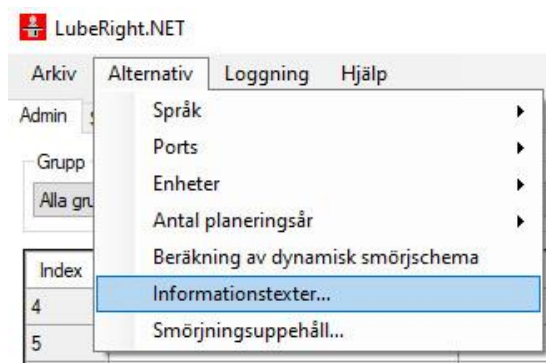 LubeRight.NET
Arkiv Alternativ Loggning Hjälp
Admin
Språk
Ports
Grupp
Enheter
Alla
Antal planeringsår
Beräkning av dynamisk smörjschema
Index
Informationstexter...
4
Smörjningsuppehåll...
5